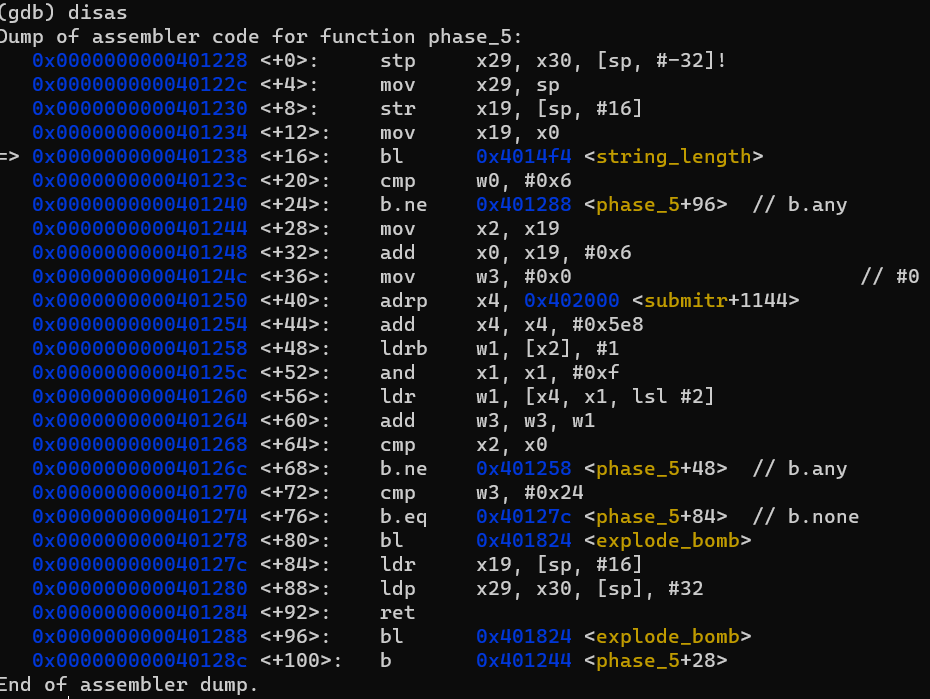 (gdb) disas
Dump of assembler code for function phase_5:
   0x0000000000401228 <+0>:     stp     x29, x30, [sp, #-32]!
   0x000000000040122c <+4>:     mov     x29, sp
   0x0000000000401230 <+8>:     str     x19, [sp, #16]
   0x0000000000401234 <+12>:    mov     x19, x0
=> 0x0000000000401238 <+16>:    bl      0x4014f4 <string_length>
   0x000000000040123c <+20>:    cmp     w0, #0x6
   0x0000000000401240 <+24>:    b.ne    0x401288 <phase_5+96>  // b.any
   0x0000000000401244 <+28>:    mov     x2, x19
   0x0000000000401248 <+32>:    add     x0, x19, #0x6
   0x000000000040124c <+36>:    mov     w3, #0x0                        // #0
   0x0000000000401250 <+40>:    adrp    x4, 0x402000 <submitr+1144>
   0x0000000000401254 <+44>:    add     x4, x4, #0x5e8
   0x0000000000401258 <+48>:    ldrb    w1, [x2], #1
   0x000000000040125c <+52>:    and     x1, x1, #0xf
   0x0000000000401260 <+56>:    ldr     w1, [x4, x1, lsl #2]
   0x0000000000401264 <+60>:    add     w3, w3, w1
   0x0000000000401268 <+64>:    cmp     x2, x0
   0x000000000040126c <+68>:    b.ne    0x401258 <phase_5+48>  // b.any
   0x0000000000401270 <+72>:    cmp     w3, #0x24
   0x0000000000401274 <+76>:    b.eq    0x40127c <phase_5+84>  // b.none
   0x0000000000401278 <+80>:    bl      0x401824 <explode_bomb>
   0x000000000040127c <+84>:    ldr     x19, [sp, #16]
   0x0000000000401280 <+88>:    ldp     x29, x30, [sp], #32
   0x0000000000401284 <+92>:    ret
   0x0000000000401288 <+96>:    bl      0x401824 <explode_bomb>
   0x000000000040128c <+100>:   b       0x401244 <phase_5+28>
End of assembler dump.